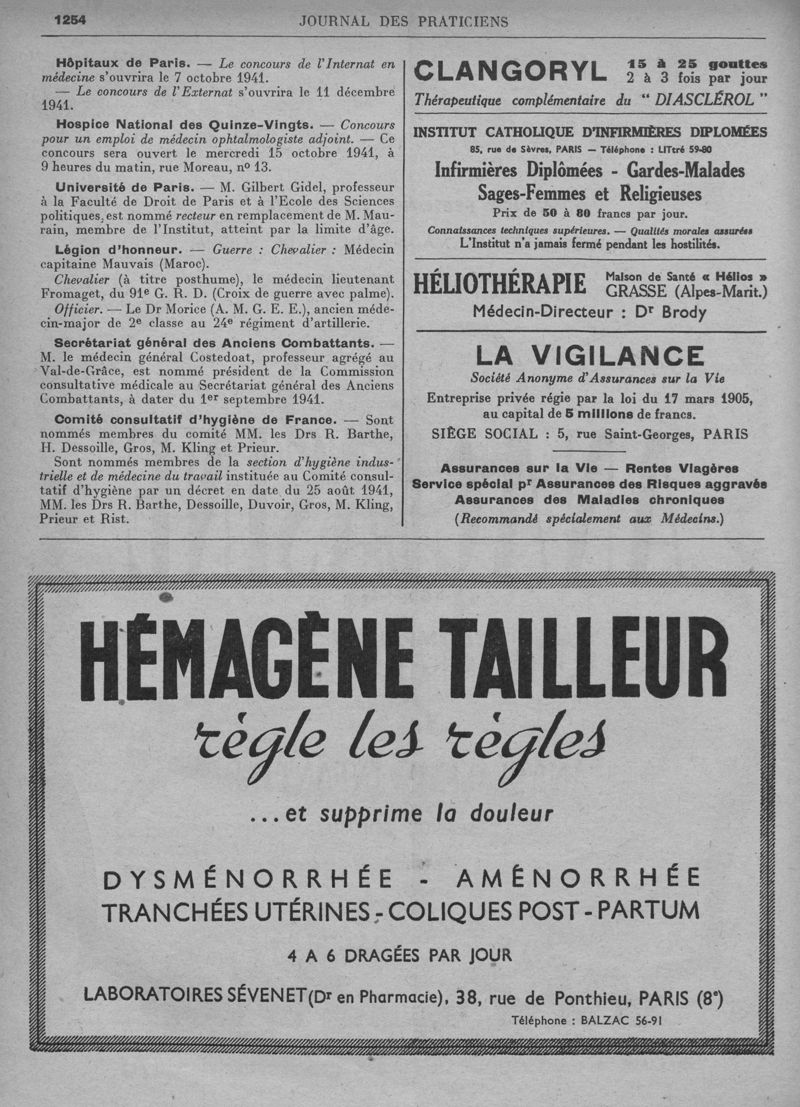 1254
JOURNAL DES PRATICIENS
Hôpitaux de Paris. — Le concours de l'Internat en
médecine s'ouvrira le 7 octobre 1941.
— Le concours de l'Externat s'ouvrira le 11 décembre
1941.
Hospice National des Quinze-Vingts. — Concours
pour un emploi de médecin ophtalmologiste adjoint. — Ce
concours sera ouvert le mercredi 15 octobre 1941, à
9 heures du matin, rue Moreau, nº 13.
Université de Paris. — M. Gilbert Gidel, professeur
à la Faculté de Droit de Paris et à l'Ecole des Sciences
politiques, est nommé recteur en remplacement de M. Mau-
rain, membre de l'Institut, atteint par la limite d'âge.
Légion d'honneur. — Guerre : Chevalier : Médecin
capitaine Mauvais (Maroc).
Chevalier (à titre posthume), le médecin lieutenant
Fromaget, du 91e G. R. D. (Croix de guerre avec palme).
Officier. — Le Dr Morice (A. M. G. E. E.), ancien méde-
cin-major de 2e classe au 24e régiment d'artillerie.
Secrétariat général des Anciens Combattants. —
M. le médecin général Costedoat, professeur agrégé au
Val-de-Grâce, est nommé président de la Commission
consultative médicale au Secrétariat général des Anciens
Combattants, à dater du 1er septembre 1941.
Comité consultatif d'hygiène de France. — Sont
nommés membres du comité MM. les Drs R. Barthe,
H. Dessoille, Gros, M. Kling et Prieur.
Sont nommés membres de la section d'hygiène indus-
trielle et de médecine du travail instituée au Comité consul-
tatif d'hygiène par un décret en date du 25 août 1941,
MM. les Drs R. Barthe, Dessoille, Duvoir, Gros, M. Kling,
Prieur et Rist.
CLANGORYL 15 à 25 gouttes
2 à 3 fois par jour
Thérapeutique complémentaire du " DIASCLÉROL "
INSTITUT CATHOLIQUE D'INFIRMIÈRES DIPLOMÉES
85, rue de Sèvres, PARIS — Téléphone : LITtré 59-80
Infirmières Diplômées - Gardes-Malades
Sages-Femmes et Religieuses
Prix de 50 à 80 francs par jour.
Connaissances techniques supérieures. — Qualités morales assurées
L'Institut n'a jamais fermé pendant les hostilités.
HÉLIOTHÉRAPIE Maison de Santé « Hélios »
GRASSE (Alpes-Marit.)
Médecin-Directeur : Dr Brody
LA VIGILANCE
Société Anonyme d'Assurances sur la Vie
Entreprise privée régie par la loi du 17 mars 1905,
au capital de 5 millions de francs.
SIÈGE SOCIAL : 5, rue Saint-Georges, PARIS
Assurances sur la Vie — Rentes Viagères
Service spécial pr Assurances des Risques aggravés
Assurances des Maladies chroniques
(Recommandé spécialement aux Médecins.)
HÉMAGÈNE TAILLEUR
règle les règles
...et supprime la douleur
DYSMÉNORRHÉE - AMÉNORRHÉE
TRANCHÉES UTÉRINES - COLIQUES POST - PARTUM
4 A 6 DRAGÉES PAR JOUR
LABORATOIRES SÉVENET (Dr en Pharmacie), 38, rue de Ponthieu, PARIS (8e)
Téléphone : BALZAC 56-91